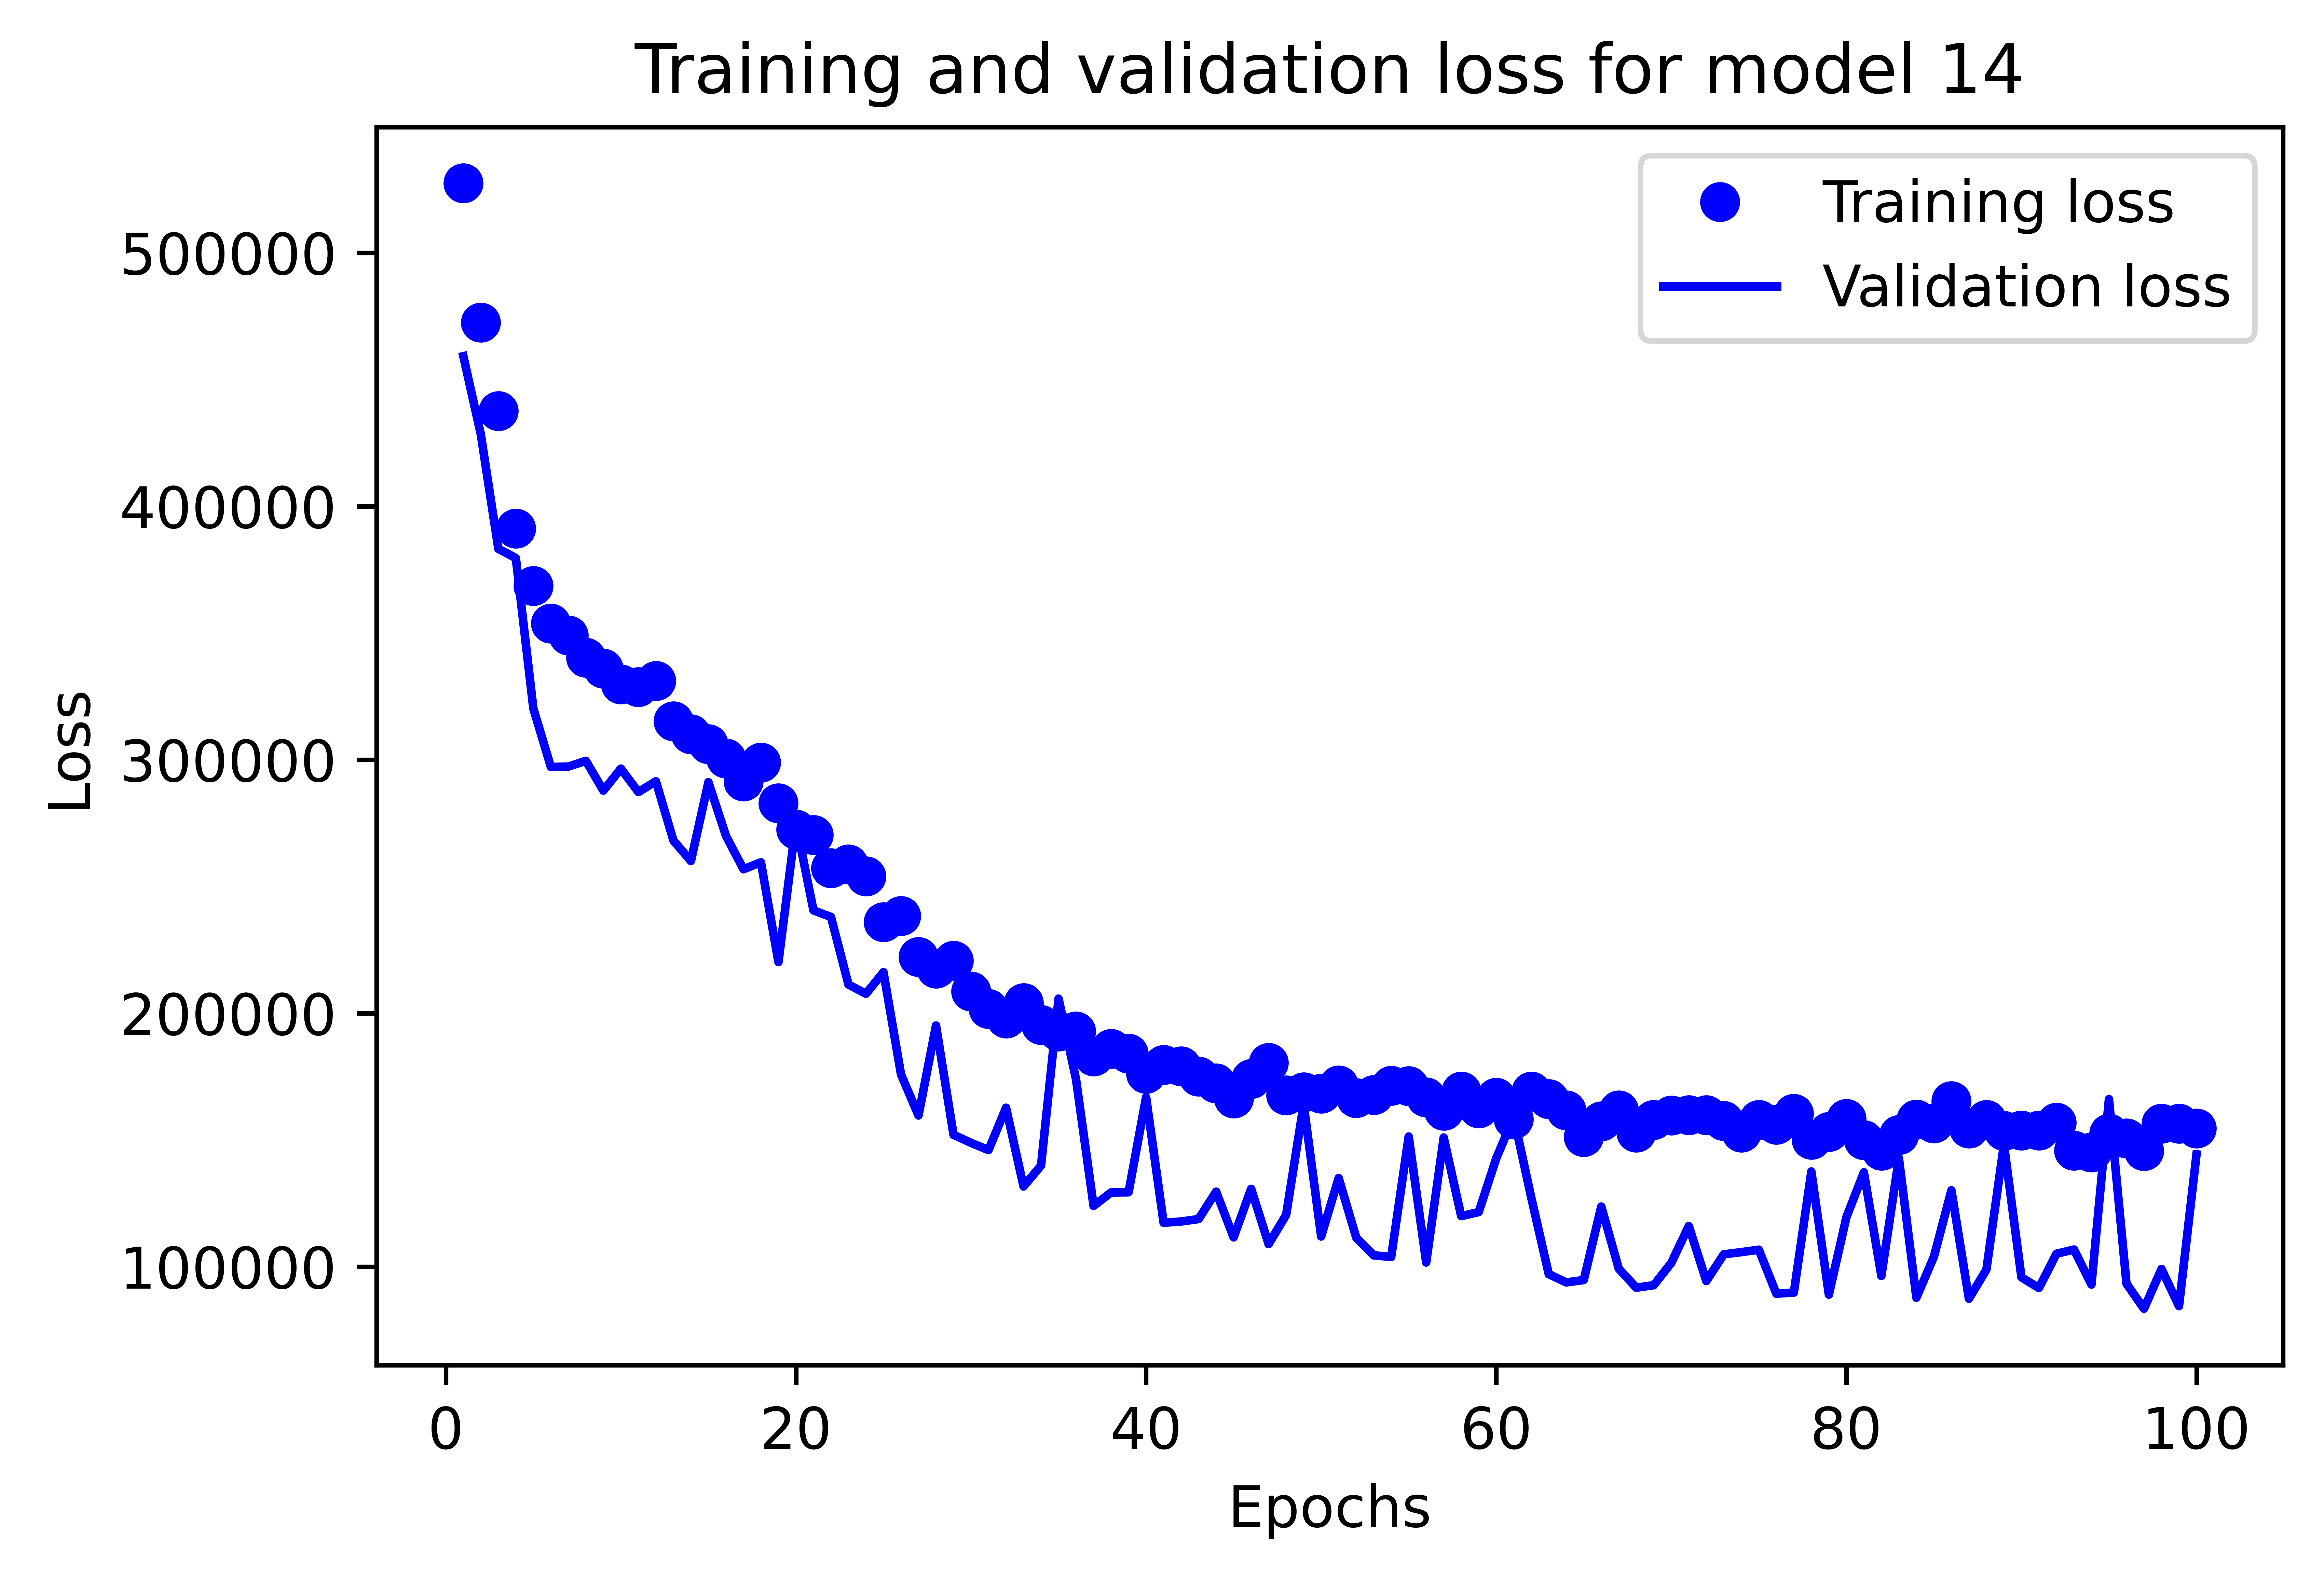 Training and validation loss for model 14
Training loss
Validation loss
500000
400000
300000
200000
100000
Loss
0 20 40 60 80 100
Epochs